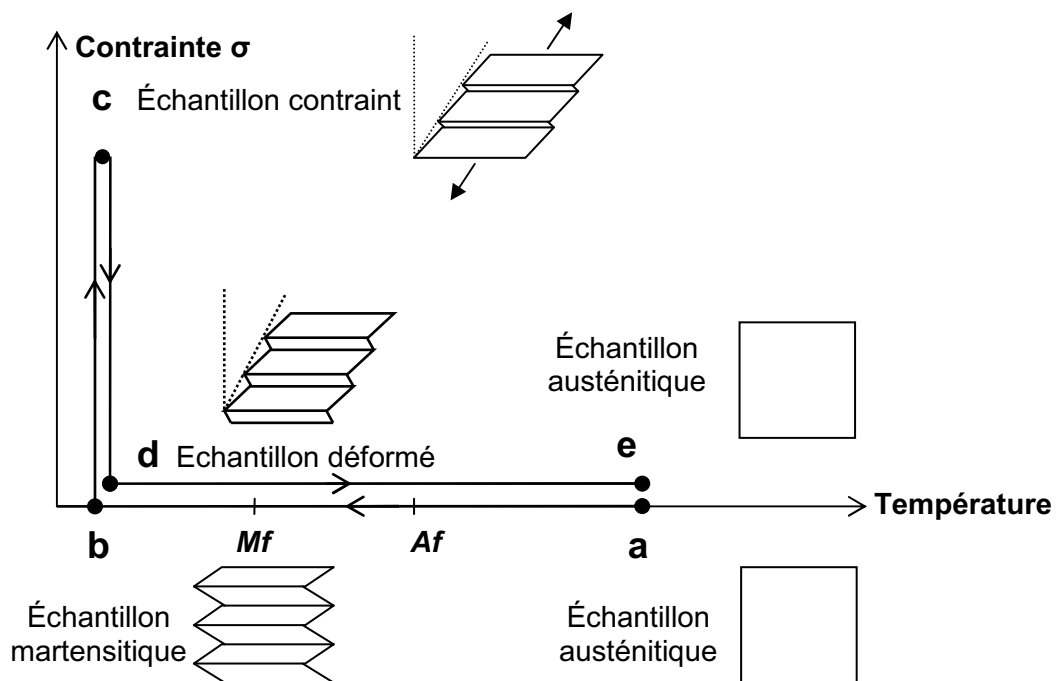 Contrainte σ
c Échantillon contraint
Échantillon
austénitique
d Echantillon déformé
e
Température
b
Mf
Af
a
Échantillon
martensitique
Échantillon
austénitique